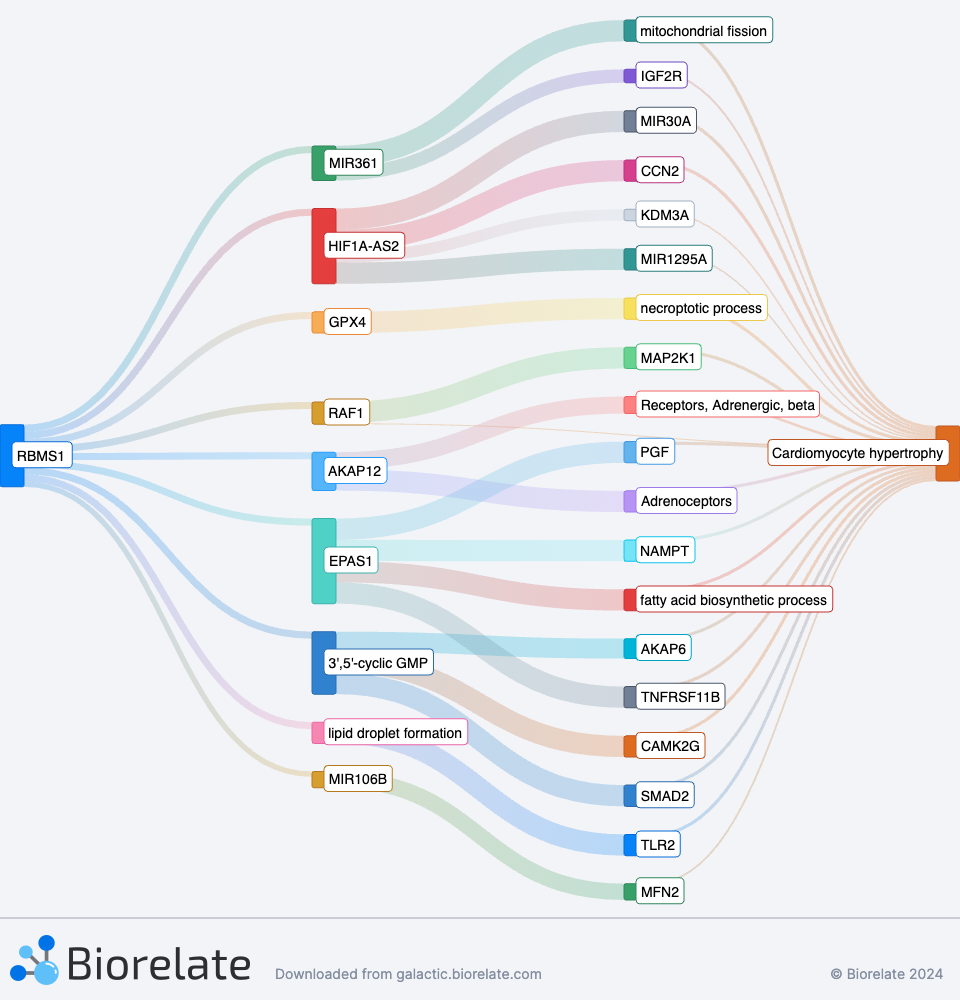 mitochondrial fission
IGF2R
MIR30A
MIR361
CCN2
KDM3A
HIF1A-AS2
MIR1295A
necroptotic process
GPX4
MAP2K1
Receptors, Adrenergic, beta
RAF1
PGF
Cardiomyocyte hypertrophy
RBMS1
AKAP12
Adrenoceptors
NAMPT
EPAS1
fatty acid biosynthetic process
AKAP6
3',5'-cyclic GMP
TNFRSF11B
lipid droplet formation
CAMK2G
MIR106B
SMAD2
TLR2
MFN2
Biorelate
Downloaded from galactic.biorelate.com
© Biorelate 2024